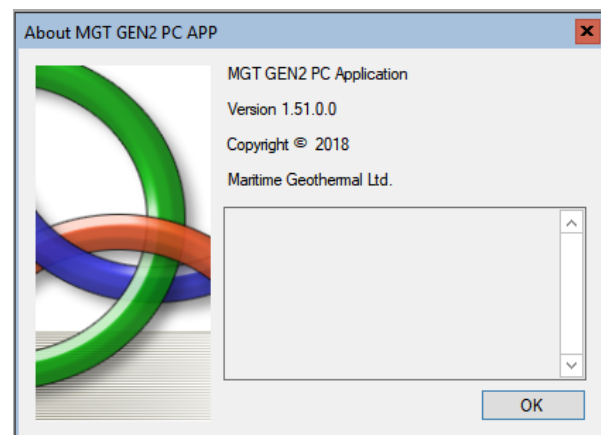 About MGT GEN2 PC APP
MGT GEN2 PC Application
Version 1.51.0.0
Copyright © 2018
Maritime Geothermal Ltd.
OK